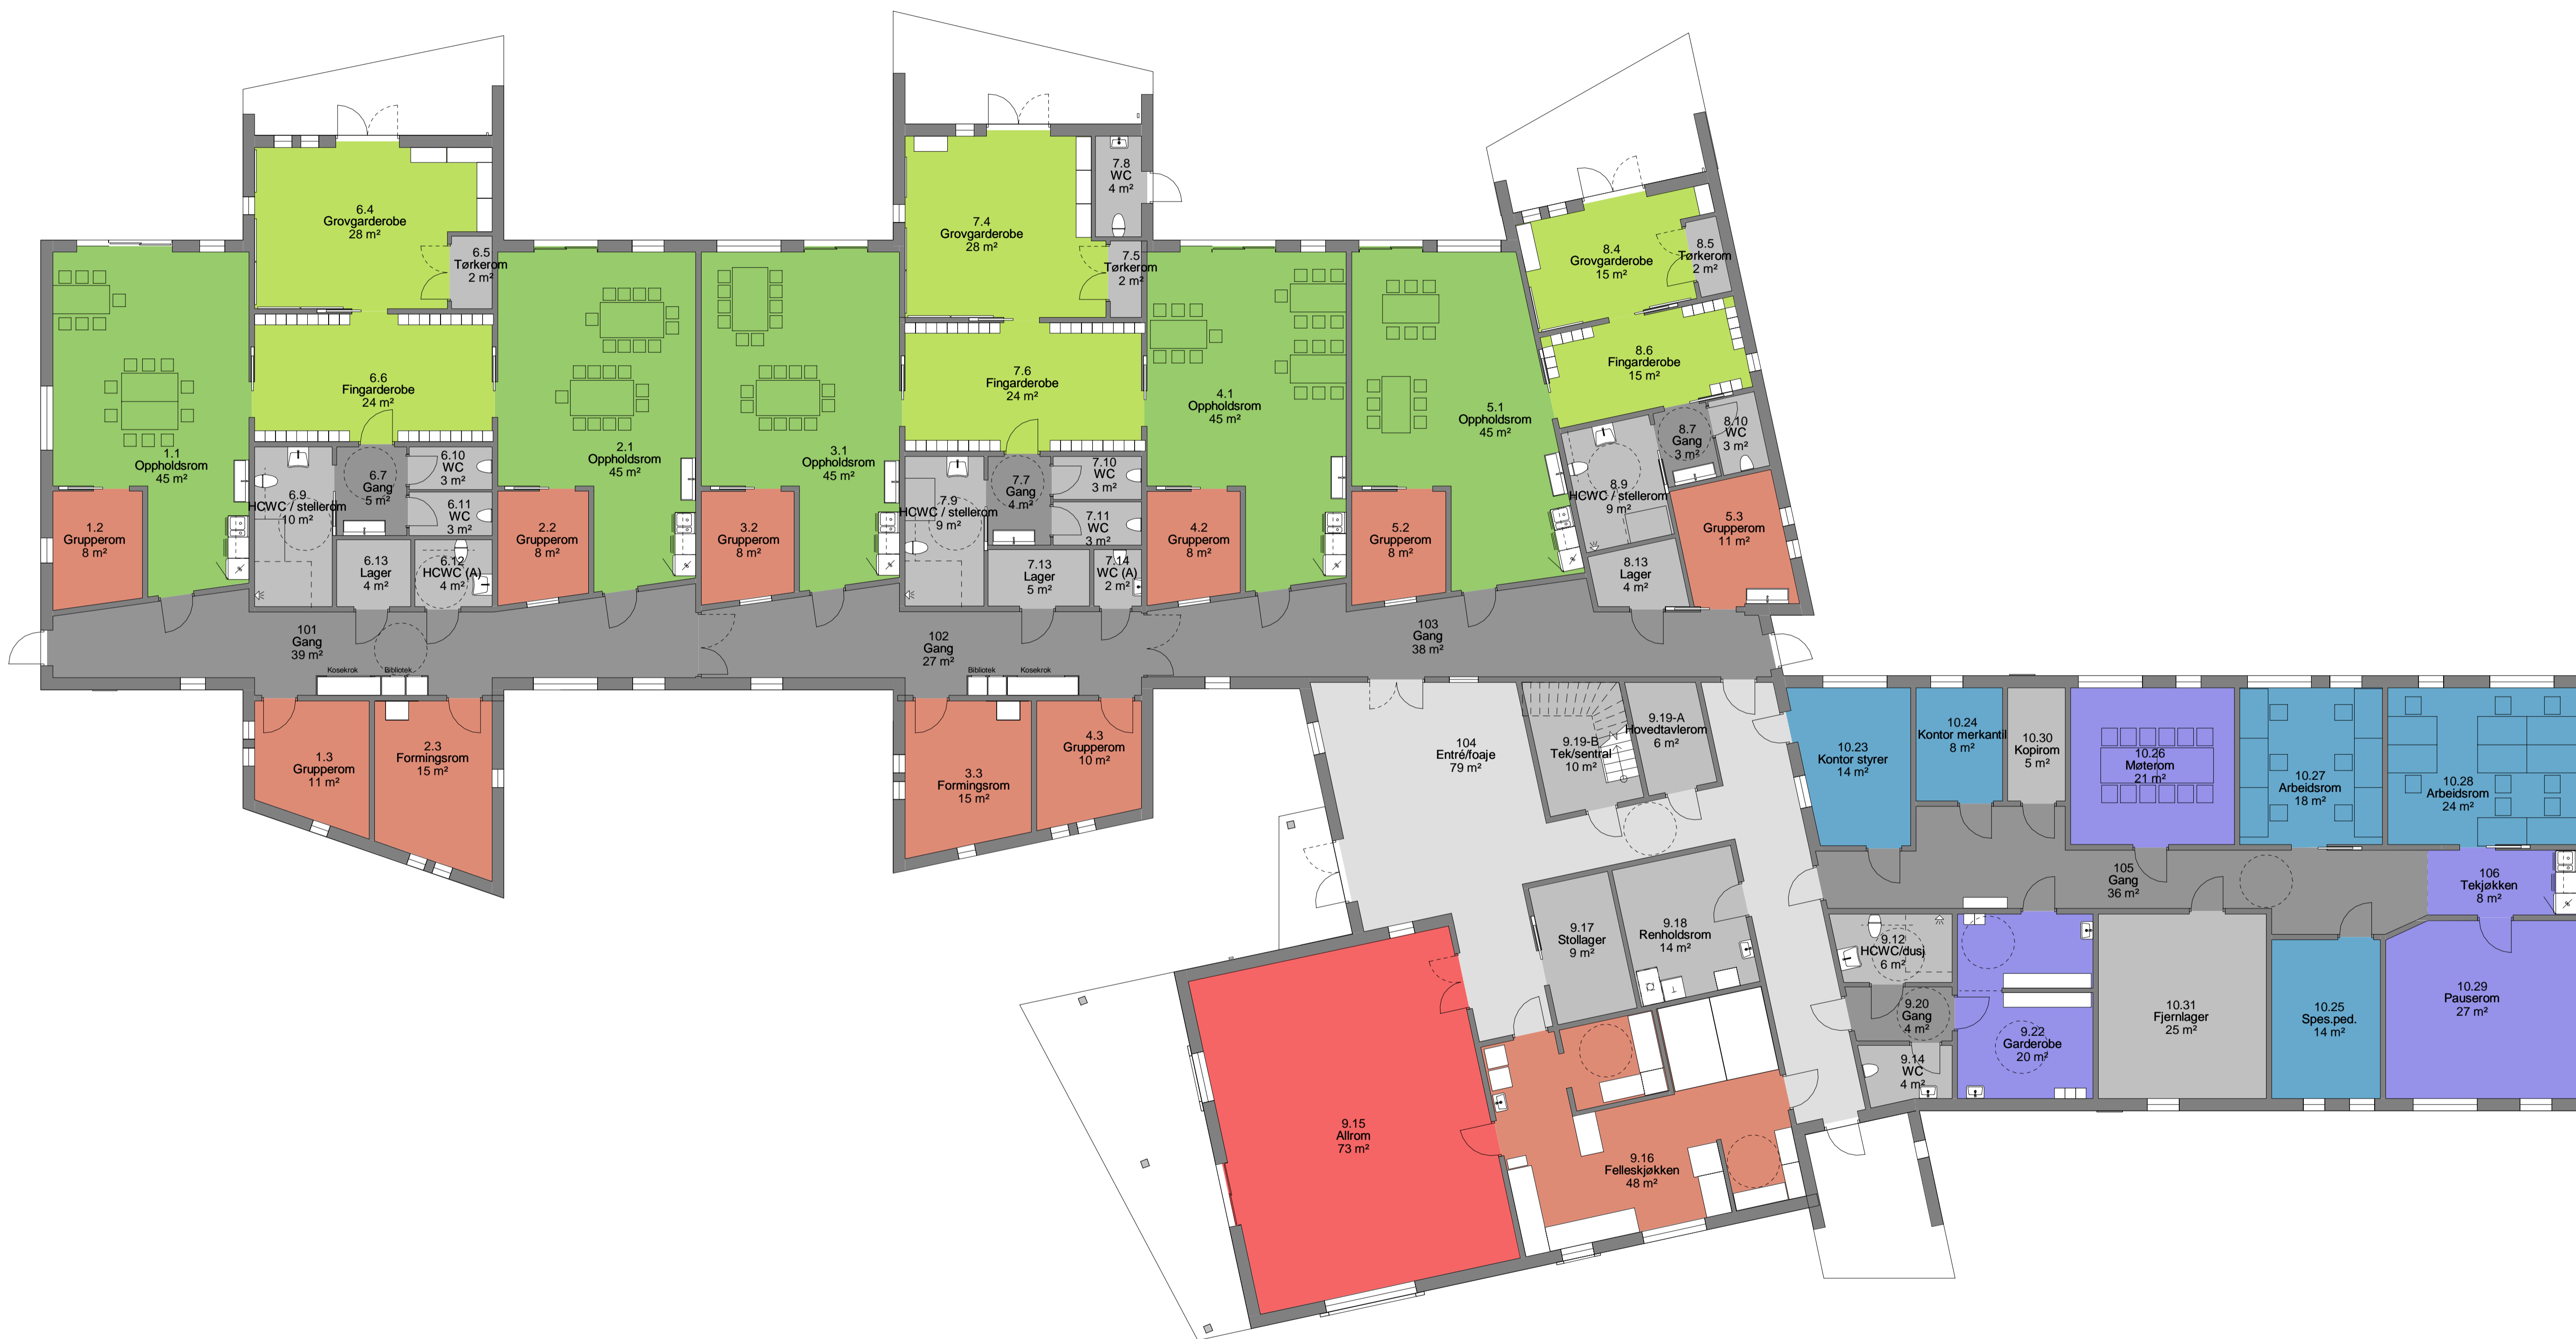 6.4
Grovgarderobe
28 m²
6.5
Tørkerom
2 m²
7.8
WC
4 m²
7.4
Grovgarderobe
28 m²
7.5
Tørkerom
2 m²
8.4
Grovgarderobe
15 m²
8.5
Tørkerom
2 m²
6.6
Fingarderobe
24 m²
7.6
Fingarderobe
24 m²
8.6
Fingarderobe
15 m²
1.1
Oppholdsrom
45 m²
2.1
Oppholdsrom
45 m²
3.1
Oppholdsrom
45 m²
4.1
Oppholdsrom
45 m²
5.1
Oppholdsrom
45 m²
1.2
Grupperom
8 m²
6.9
HCWC / stellerom
10 m²
6.7
Gang
5 m²
6.10
WC
3 m²
6.11
WC
3 m²
6.13
Lager
4 m²
6.12
HCWC (A)
4 m²
2.2
Grupperom
8 m²
3.2
Grupperom
8 m²
7.9
HCWC / stellerom
9 m²
7.7
Gang
4 m²
7.10
WC
3 m²
7.11
WC
3 m²
7.13
Lager
5 m²
7.14
WC (A)
2 m²
4.2
Grupperom
8 m²
5.2
Grupperom
8 m²
8.9
HCWC / stellerom
9 m²
8.7
Gang
3 m²
8.10
WC
3 m²
5.3
Grupperom
11 m²
8.13
Lager
4 m²
101
Gang
39 m²
Kosekrok
Bibliotek
102
Gang
27 m²
Bibliotek
Kosekrok
103
Gang
38 m²
1.3
Grupperom
11 m²
2.3
Formingsrom
15 m²
3.3
Formingsrom
15 m²
4.3
Grupperom
10 m²
104
Entré/foaje
79 m²
9.19-B
Tek/sentral
10 m²
9.19-A
Hovedtavlerom
6 m²
10.23
Kontor styrer
14 m²
10.24
Kontor merkantil
8 m²
10.30
Kopirom
5 m²
10.26
Møterom
21 m²
10.27
Arbeidsrom
18 m²
10.28
Arbeidsrom
24 m²
105
Gang
36 m²
106
Tekjøkken
8 m²
9.17
Stollager
9 m²
9.18
Renholdsrom
14 m²
9.12
HCWC/dusj
6 m²
9.20
Gang
4 m²
9.14
WC
4 m²
9.22
Garderobe
20 m²
10.31
Fjernlager
25 m²
10.25
Spes.ped.
14 m²
10.29
Pauserom
27 m²
9.15
Allrom
73 m²
9.16
Felleskjøkken
48 m²